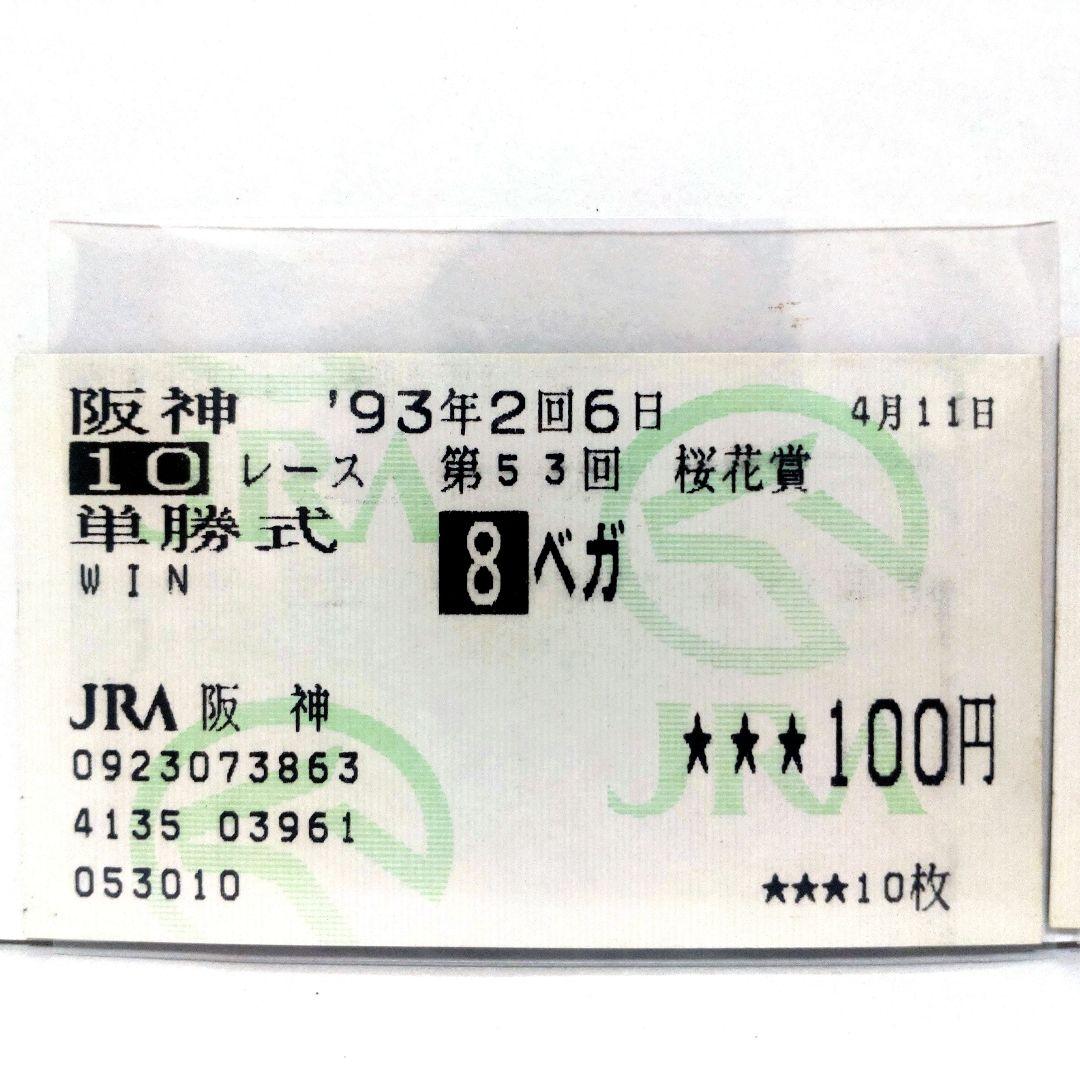 阪神 '93年2回6日 4月11日
10 レース 第53回 桜花賞
単勝式 8 ベガ
WIN
JRA 阪 神 ★★★100円
0923073863
4135 03961
053010 ★★★10枚
JRA
JRA